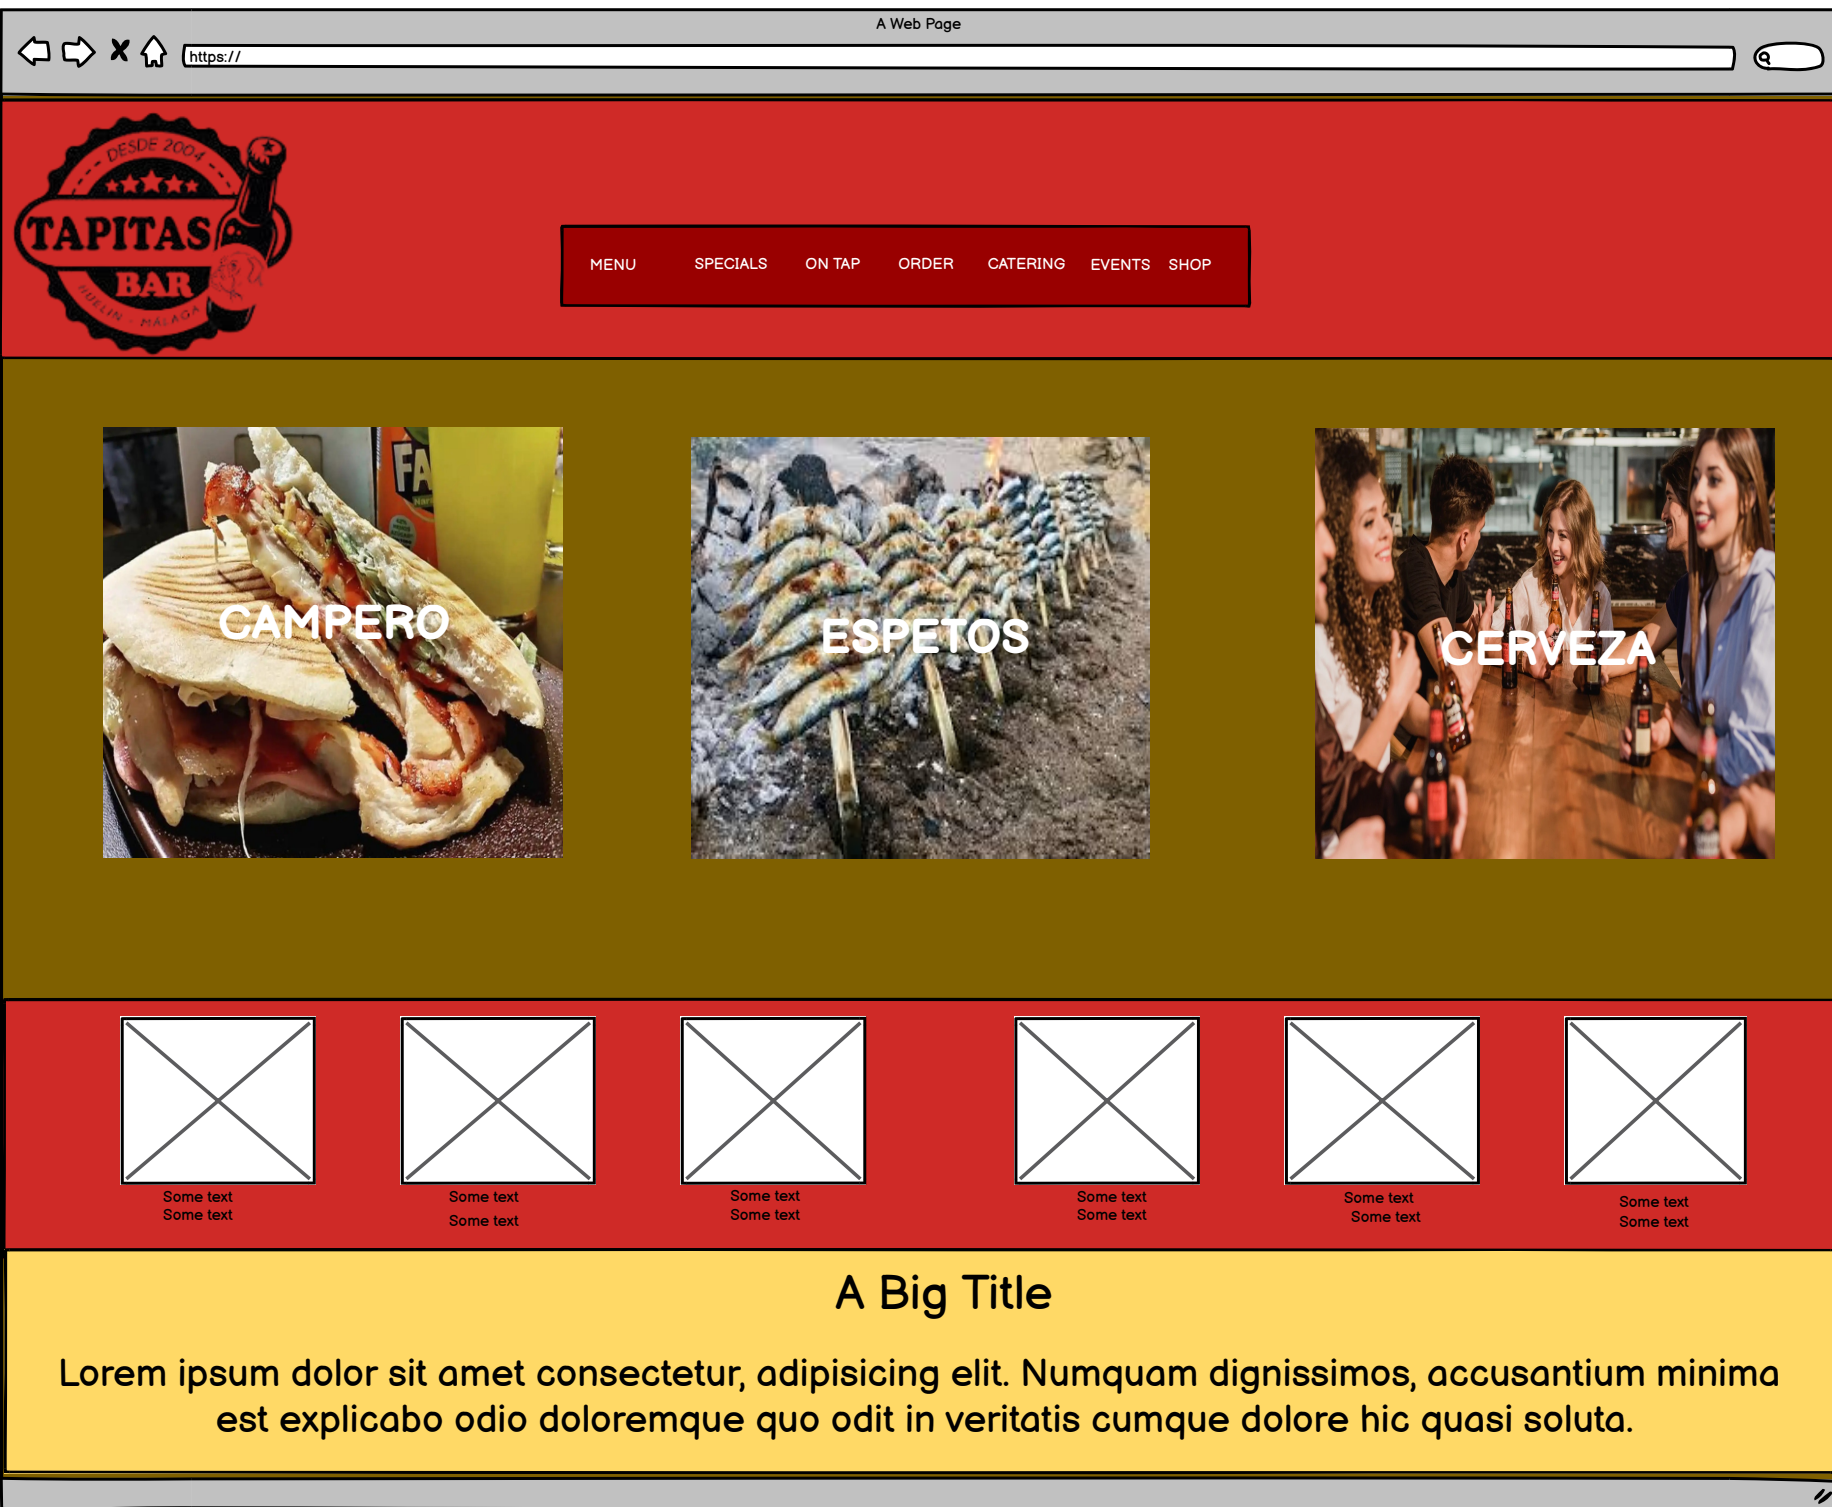 A Web Page
https://
DESDE 2004
TAPITAS
BAR
HUELIN - MÁLAGA
MENU SPECIALS ON TAP ORDER CATERING EVENTS SHOP
FA
CAMPERO
ESPETOS
CERVEZA
Some text Some text Some text Some text Some text Some text
Some text Some text Some text Some text Some text Some text
A Big Title
Lorem ipsum dolor sit amet consectetur, adipisicing elit. Numquam dignissimos, accusantium minima
est explicabo odio doloremque quo odit in veritatis cumque dolore hic quasi soluta.